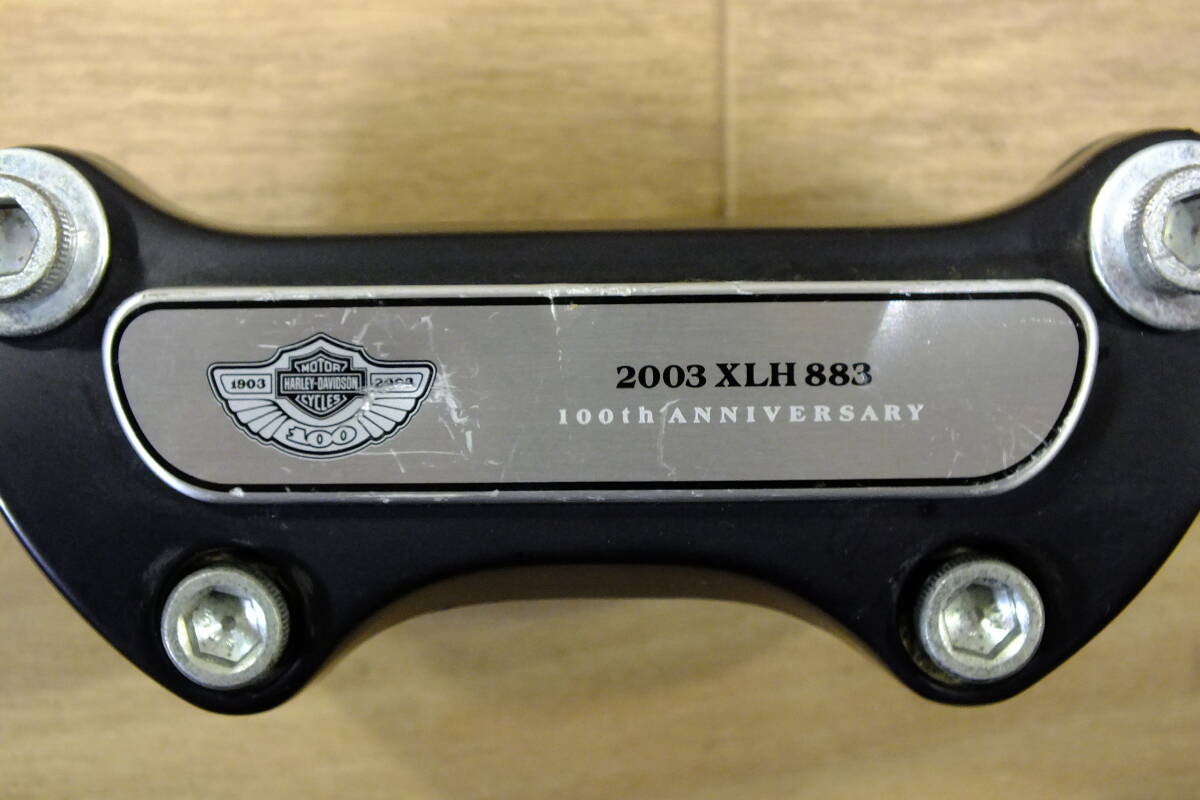 1903 2003
MOTOR
HARLEY-DAVIDSON
CYCLES
100
2003 XLH 883
100th ANNIVERSARY